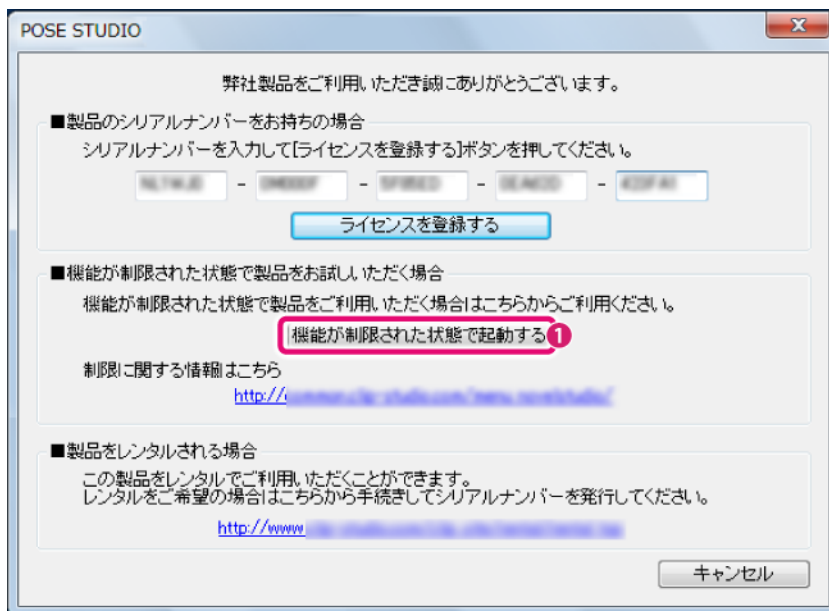 POSE STUDIO
弊社製品をご利用いただき誠にありがとうございます。
■製品のシリアルナンバーをお持ちの場合
シリアルナンバーを入力して[ライセンスを登録する]ボタンを押してください。
- - - -
ライセンスを登録する
■機能が制限された状態で製品をお試しいただく場合
機能が制限された状態で製品をご利用いただく場合はこちらからご利用ください。
機能が制限された状態で起動する 1
制限に関する情報はこちら
http://
■製品をレンタルされる場合
この製品をレンタルでご利用いただくことができます。
レンタルをご希望の場合はこちらから手続きしてシリアルナンバーを発行してください。
http://www
キャンセル